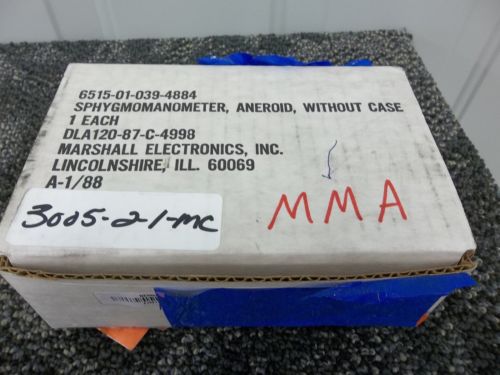 6515-01-039-4884
SPHYGMOMANOMETER, ANEROID, WITHOUT CASE
1 EACH
DLA120-87-C-4998
MARSHALL ELECTRONICS, INC.
LINCOLNSHIRE, ILL. 60069
A-1/88
3005-21-mc
MMA